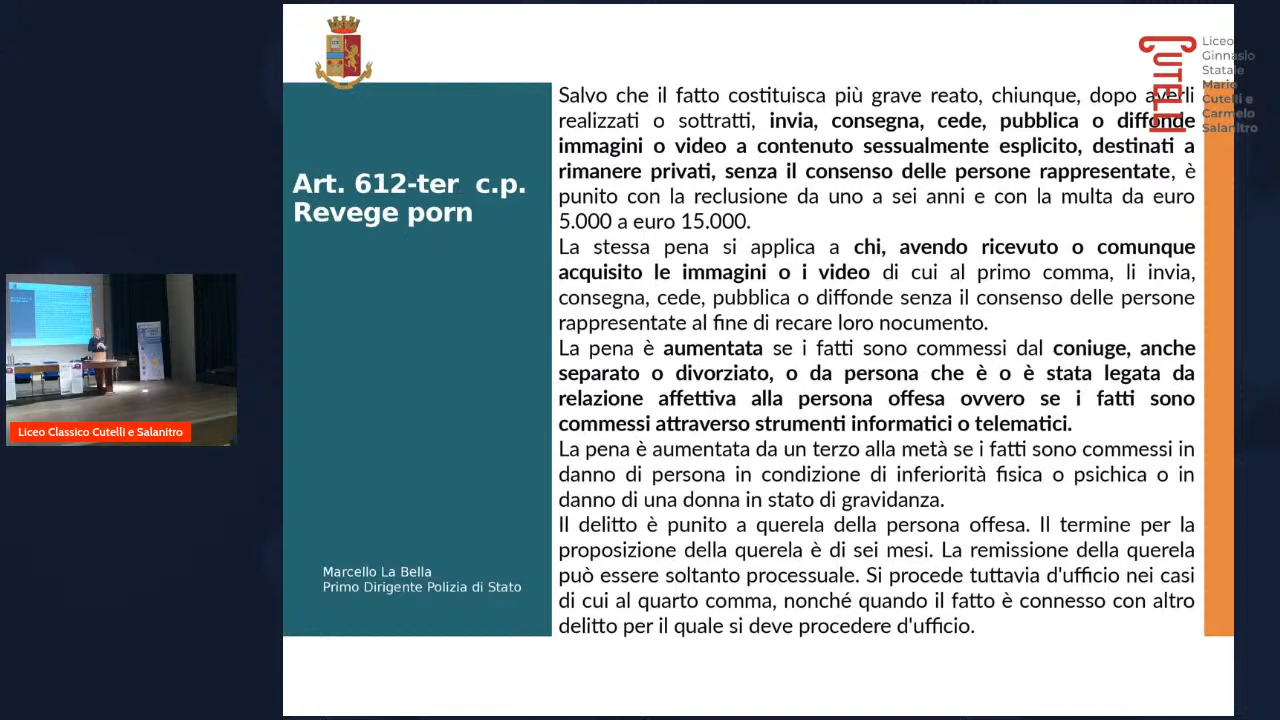 Liceo
Ginnasio
Statale
Mario
Cutelli e
Carmelo
Salanitro
CUTELLI
Art. 612-ter c.p.
Revege porn
Salvo che il fatto costituisca più grave reato, chiunque, dopo averli
realizzati o sottratti, invia, consegna, cede, pubblica o diffonde
immagini o video a contenuto sessualmente esplicito, destinati a
rimanere privati, senza il consenso delle persone rappresentate, è
punito con la reclusione da uno a sei anni e con la multa da euro
5.000 a euro 15.000.
La stessa pena si applica a chi, avendo ricevuto o comunque
acquisito le immagini o i video di cui al primo comma, li invia,
consegna, cede, pubblica o diffonde senza il consenso delle persone
rappresentate al fine di recare loro nocumento.
La pena è aumentata se i fatti sono commessi dal coniuge, anche
separato o divorziato, o da persona che è o è stata legata da
relazione affettiva alla persona offesa ovvero se i fatti sono
commessi attraverso strumenti informatici o telematici.
La pena è aumentata da un terzo alla metà se i fatti sono commessi in
danno di persona in condizione di inferiorità fisica o psichica o in
danno di una donna in stato di gravidanza.
Il delitto è punito a querela della persona offesa. Il termine per la
proposizione della querela è di sei mesi. La remissione della querela
può essere soltanto processuale. Si procede tuttavia d'ufficio nei casi
di cui al quarto comma, nonché quando il fatto è connesso con altro
delitto per il quale si deve procedere d'ufficio.
Marcello La Bella
Primo Dirigente Polizia di Stato
Liceo Classico Cutelli e Salanitro